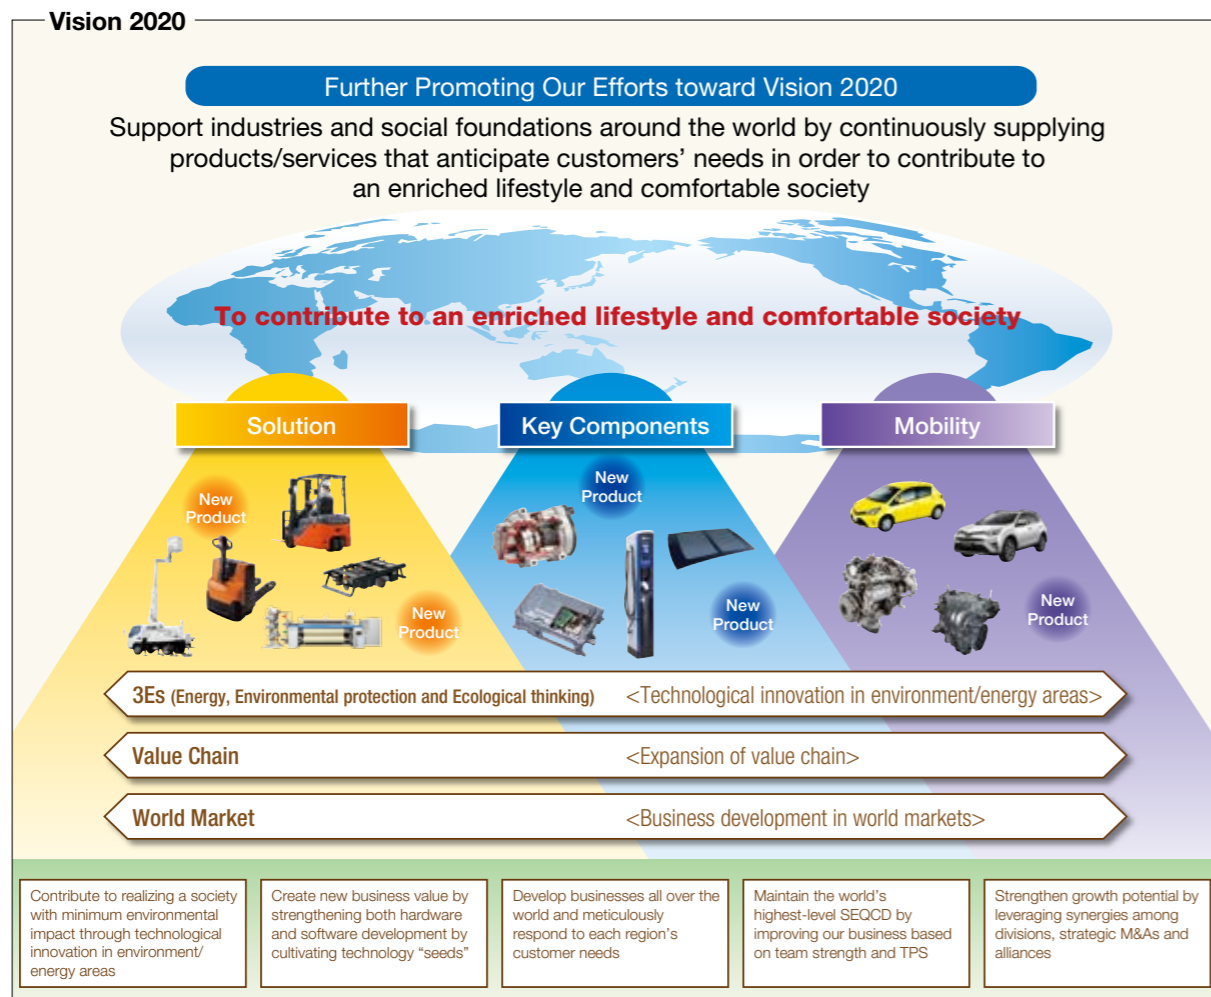 Vision 2020
Further Promoting Our Efforts toward Vision 2020
Support industries and social foundations around the world by continuously supplying
products/services that anticipate customers' needs in order to contribute to
an enriched lifestyle and comfortable society
To contribute to an enriched lifestyle and comfortable society
Solution
Key Components
Mobility
New
Product
New
Product
New
Product
New
Product
New
Product
3Es (Energy, Environmental protection and Ecological thinking) <Technological innovation in environment/energy areas>
Value Chain <Expansion of value chain>
World Market <Business development in world markets>
Contribute to realizing a society
with minimum environmental
impact through technological
innovation in environment/
energy areas
Create new business value by
strengthening both hardware
and software development by
cultivating technology “seeds”
Develop businesses all over the
world and meticulously
respond to each region's
customer needs
Maintain the world's
highest-level SEQCD by
improving our business based
on team strength and TPS
Strengthen growth potential by
leveraging synergies among
divisions, strategic M&As and
alliances